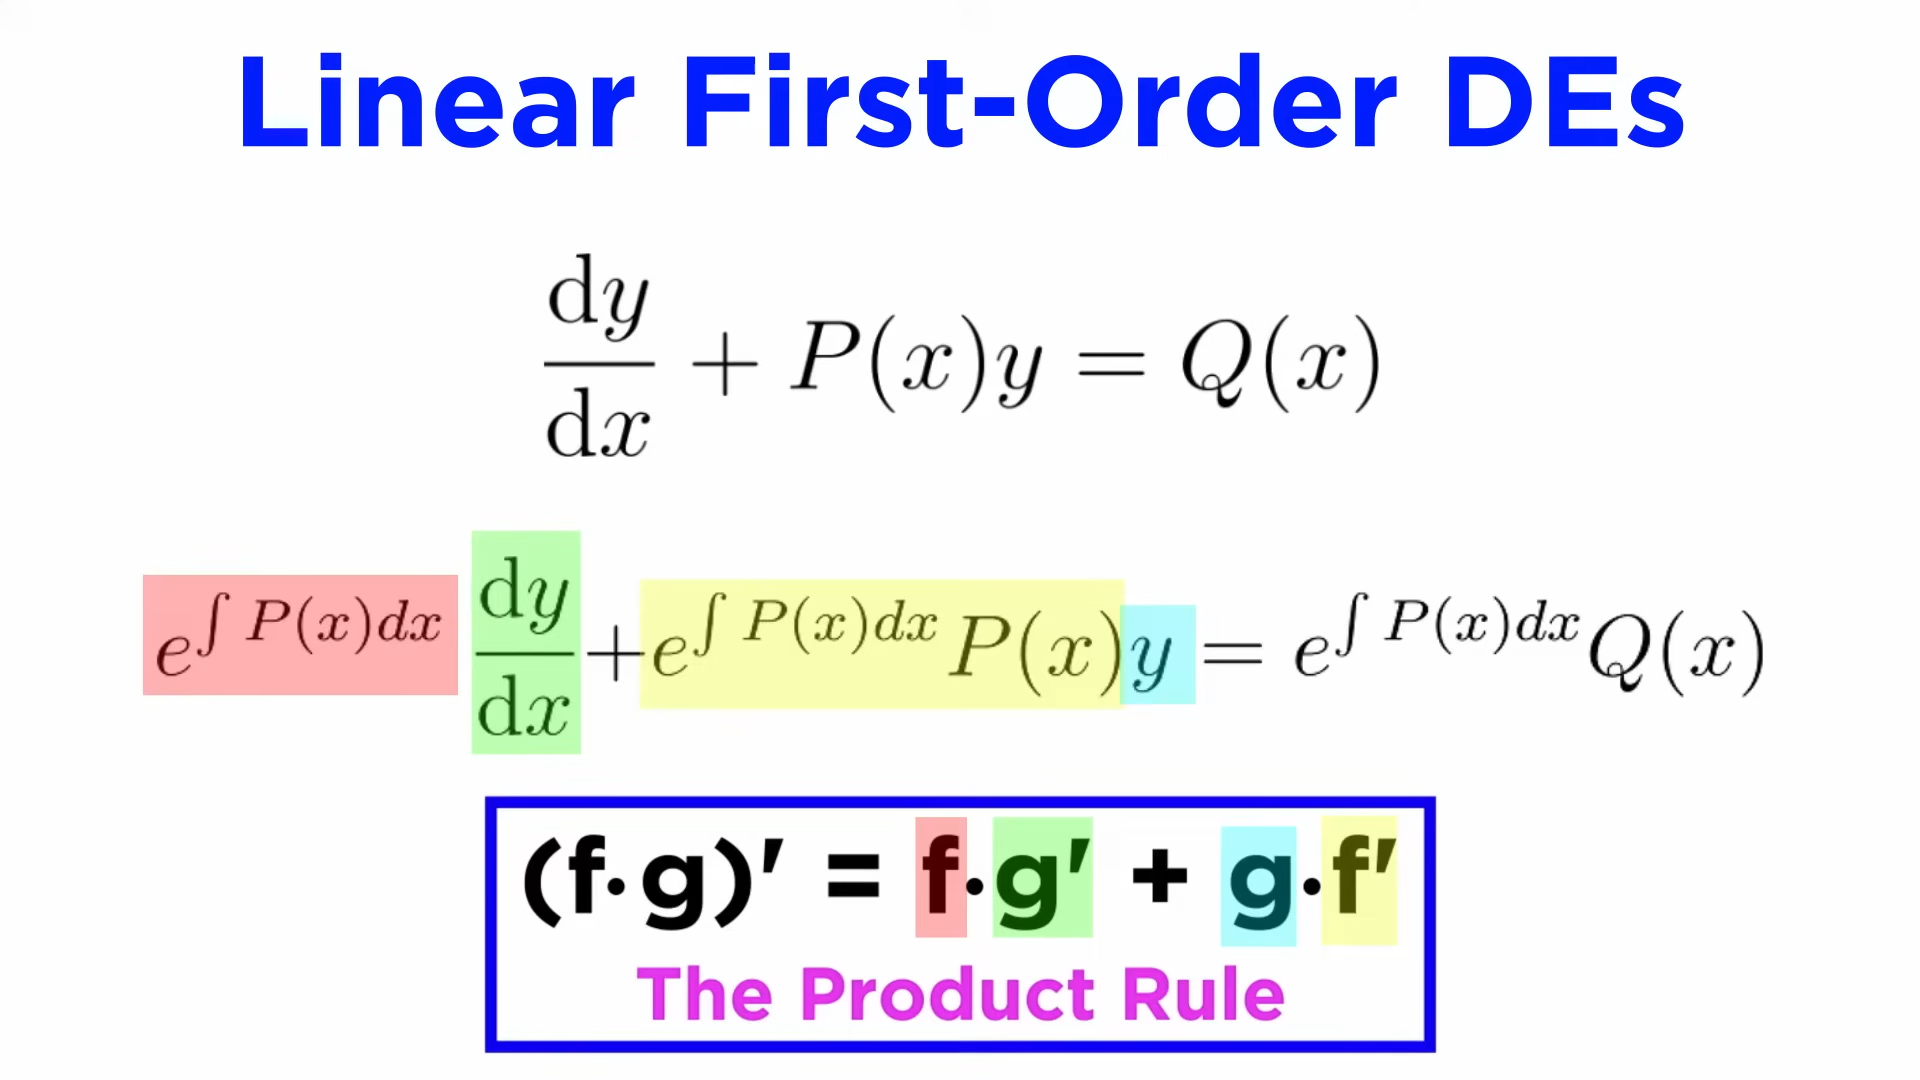 Linear First-Order DEs
dy/dx + P(x)y = Q(x)
e^{∫ P(x)dx} dy/dx + e^{∫ P(x)dx} P(x)y = e^{∫ P(x)dx} Q(x)
(f·g)' = f·g' + g·f'
The Product Rule